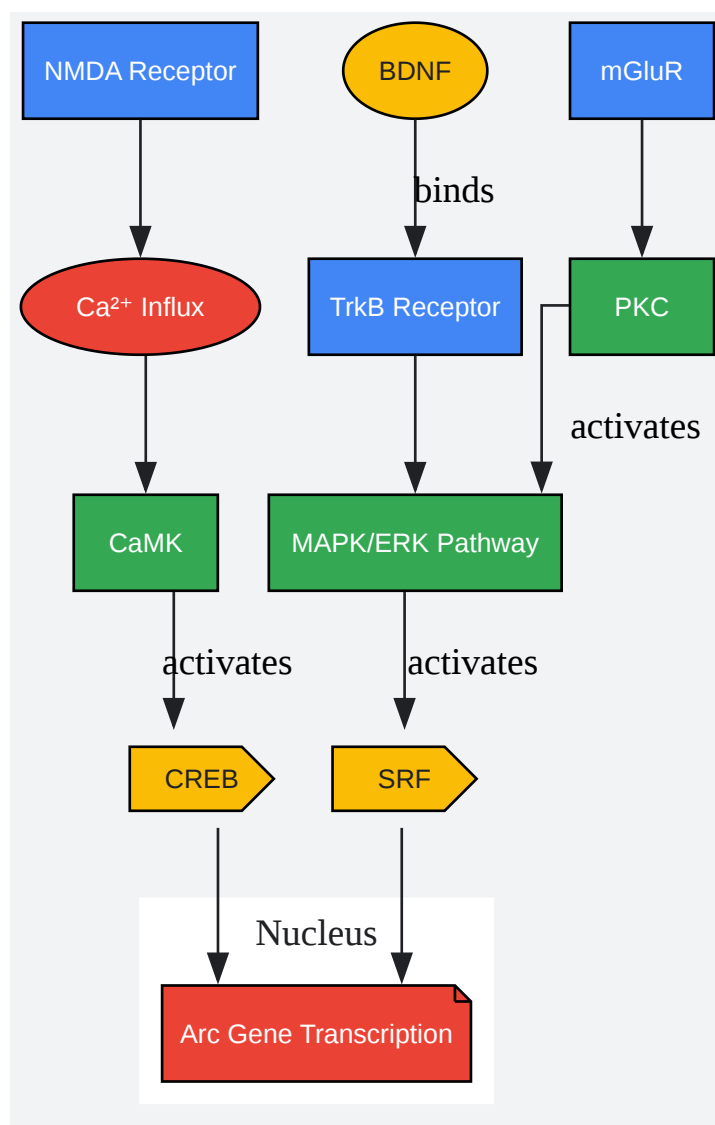 NMDA Receptor
BDNF
mGluR
binds
Ca²⁺ Influx
TrkB Receptor
PKC
activates
CaMK
MAPK/ERK Pathway
activates
activates
CREB
SRF
Nucleus
Arc Gene Transcription